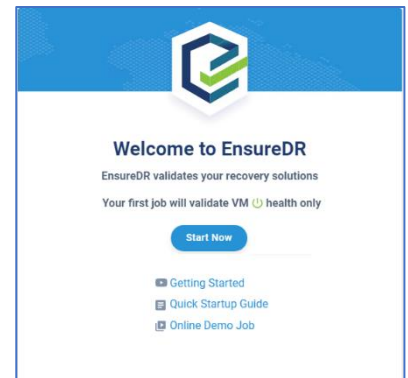 Welcome to EnsureDR
EnsureDR validates your recovery solutions
Your first job will validate VM health only
Start Now
Getting Started
Quick Startup Guide
Online Demo Job